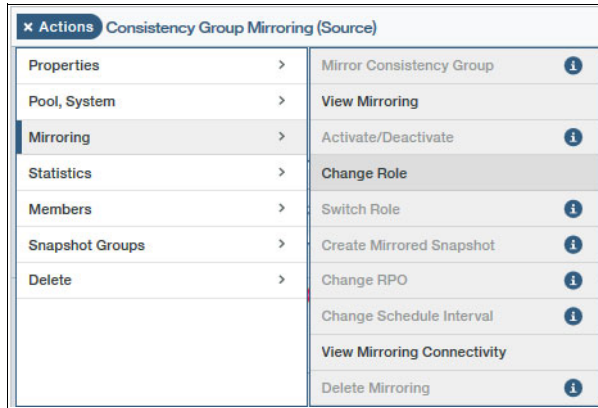 × Actions Consistency Group Mirroring (Source)
Properties >
Pool, System >
Mirroring >
Statistics >
Members >
Snapshot Groups >
Delete >
Mirror Consistency Group i
View Mirroring
Activate/Deactivate i
Change Role
Switch Role i
Create Mirrored Snapshot i
Change RPO i
Change Schedule Interval i
View Mirroring Connectivity
Delete Mirroring i